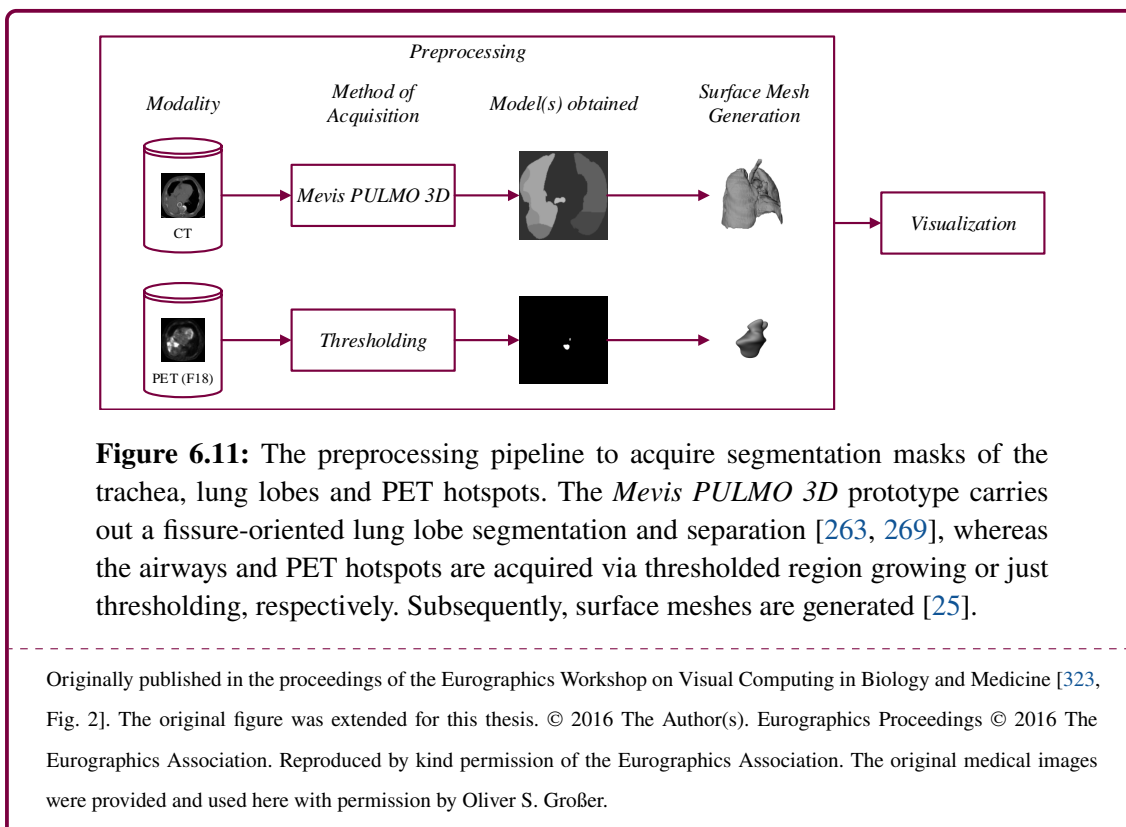 Preprocessing
Modality
Method of
Acquisition
Model(s) obtained
Surface Mesh
Generation
CT
Mevis PULMO 3D
Visualization
PET (F18)
Thresholding
Figure 6.11: The preprocessing pipeline to acquire segmentation masks of the
trachea, lung lobes and PET hotspots. The Mevis PULMO 3D prototype carries
out a fissure-oriented lung lobe segmentation and separation [263, 269], whereas
the airways and PET hotspots are acquired via thresholded region growing or just
thresholding, respectively. Subsequently, surface meshes are generated [25].
Originally published in the proceedings of the Eurographics Workshop on Visual Computing in Biology and Medicine [323,
Fig. 2]. The original figure was extended for this thesis. © 2016 The Author(s). Eurographics Proceedings © 2016 The
Eurographics Association. Reproduced by kind permission of the Eurographics Association. The original medical images
were provided and used here with permission by Oliver S. Großer.